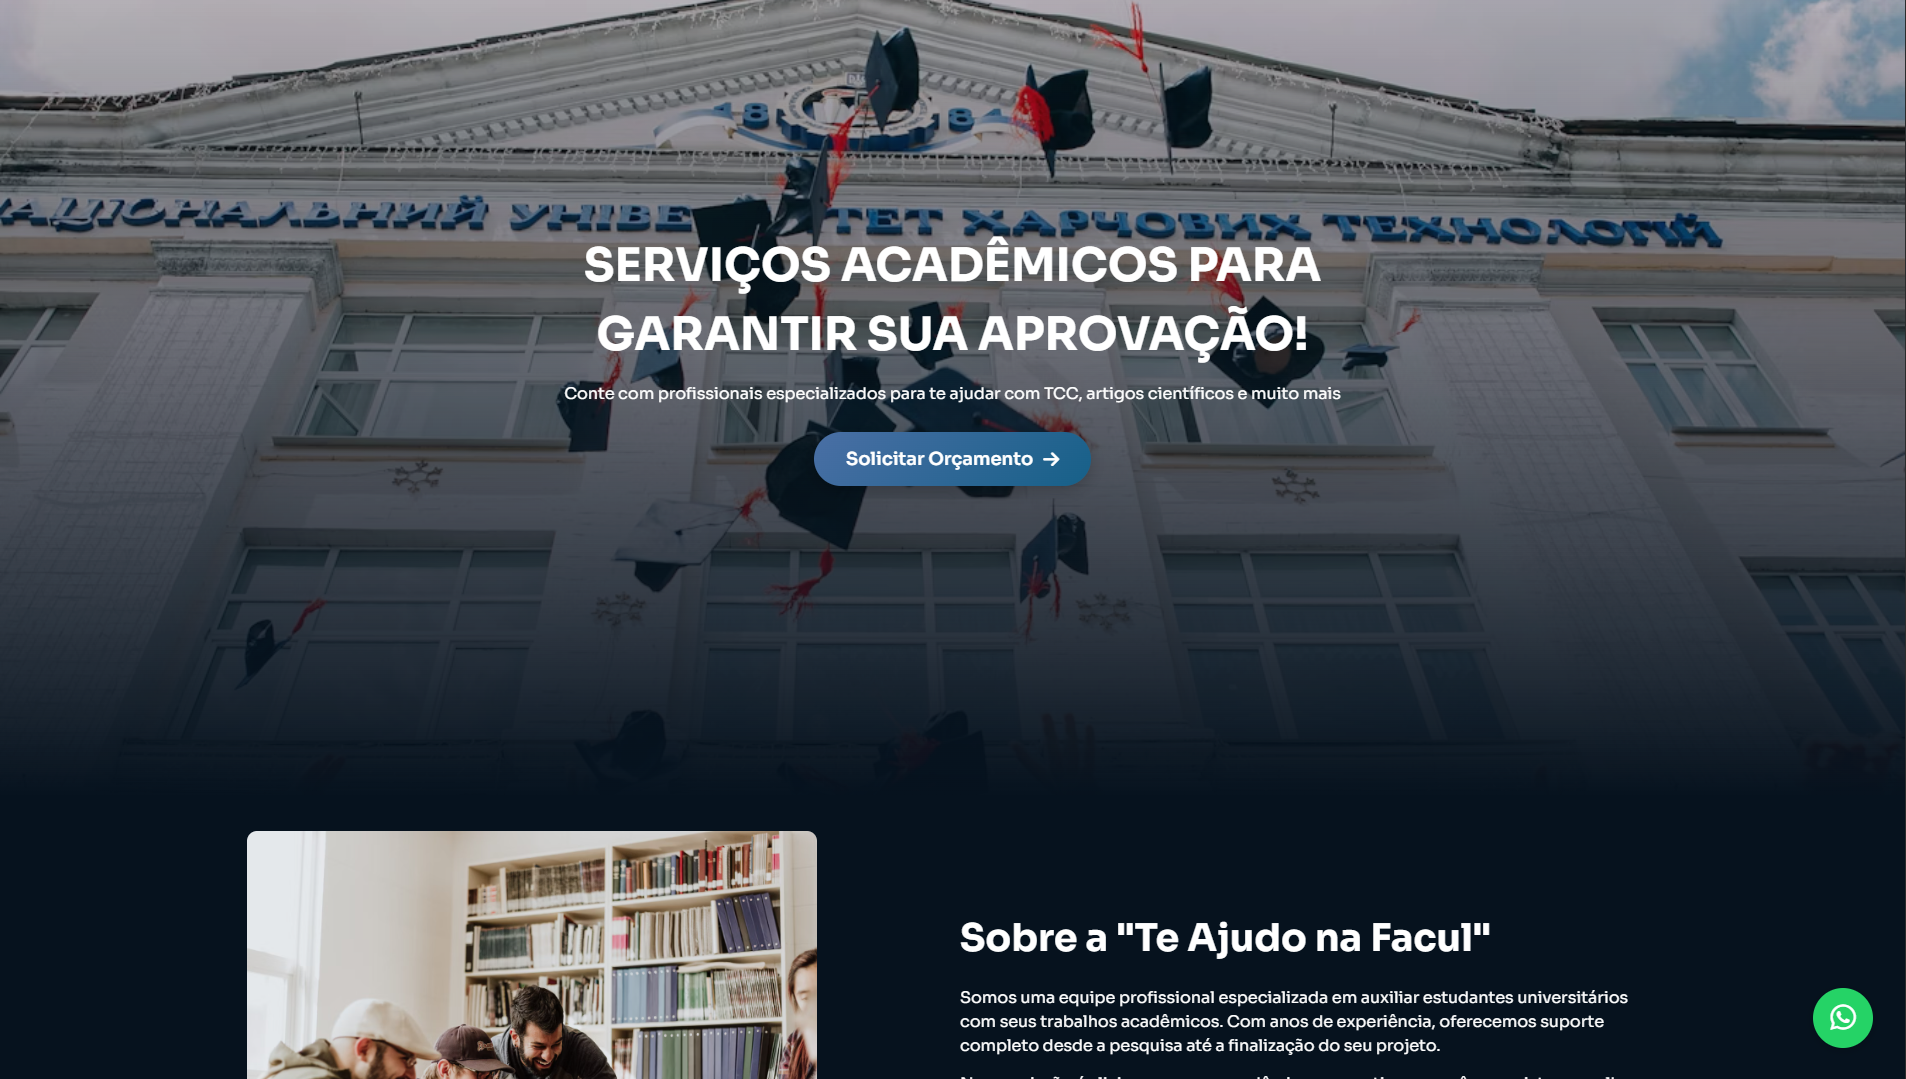 18 84
НАЦІОНАЛЬНИЙ УНІВЕ ТЕТ ХАРЧОВИХ ТЕХНОЛОГІЙ
SERVIÇOS ACADÊMICOS PARA
GARANTIR SUA APROVAÇÃO!
Conte com profissionais especializados para te ajudar com TCC, artigos científicos e muito mais
Solicitar Orçamento
Sobre a "Te Ajudo na Facul"
Somos uma equipe profissional especializada em auxiliar estudantes universitários
com seus trabalhos acadêmicos. Com anos de experiência, oferecemos suporte
completo desde a pesquisa até a finalização do seu projeto.